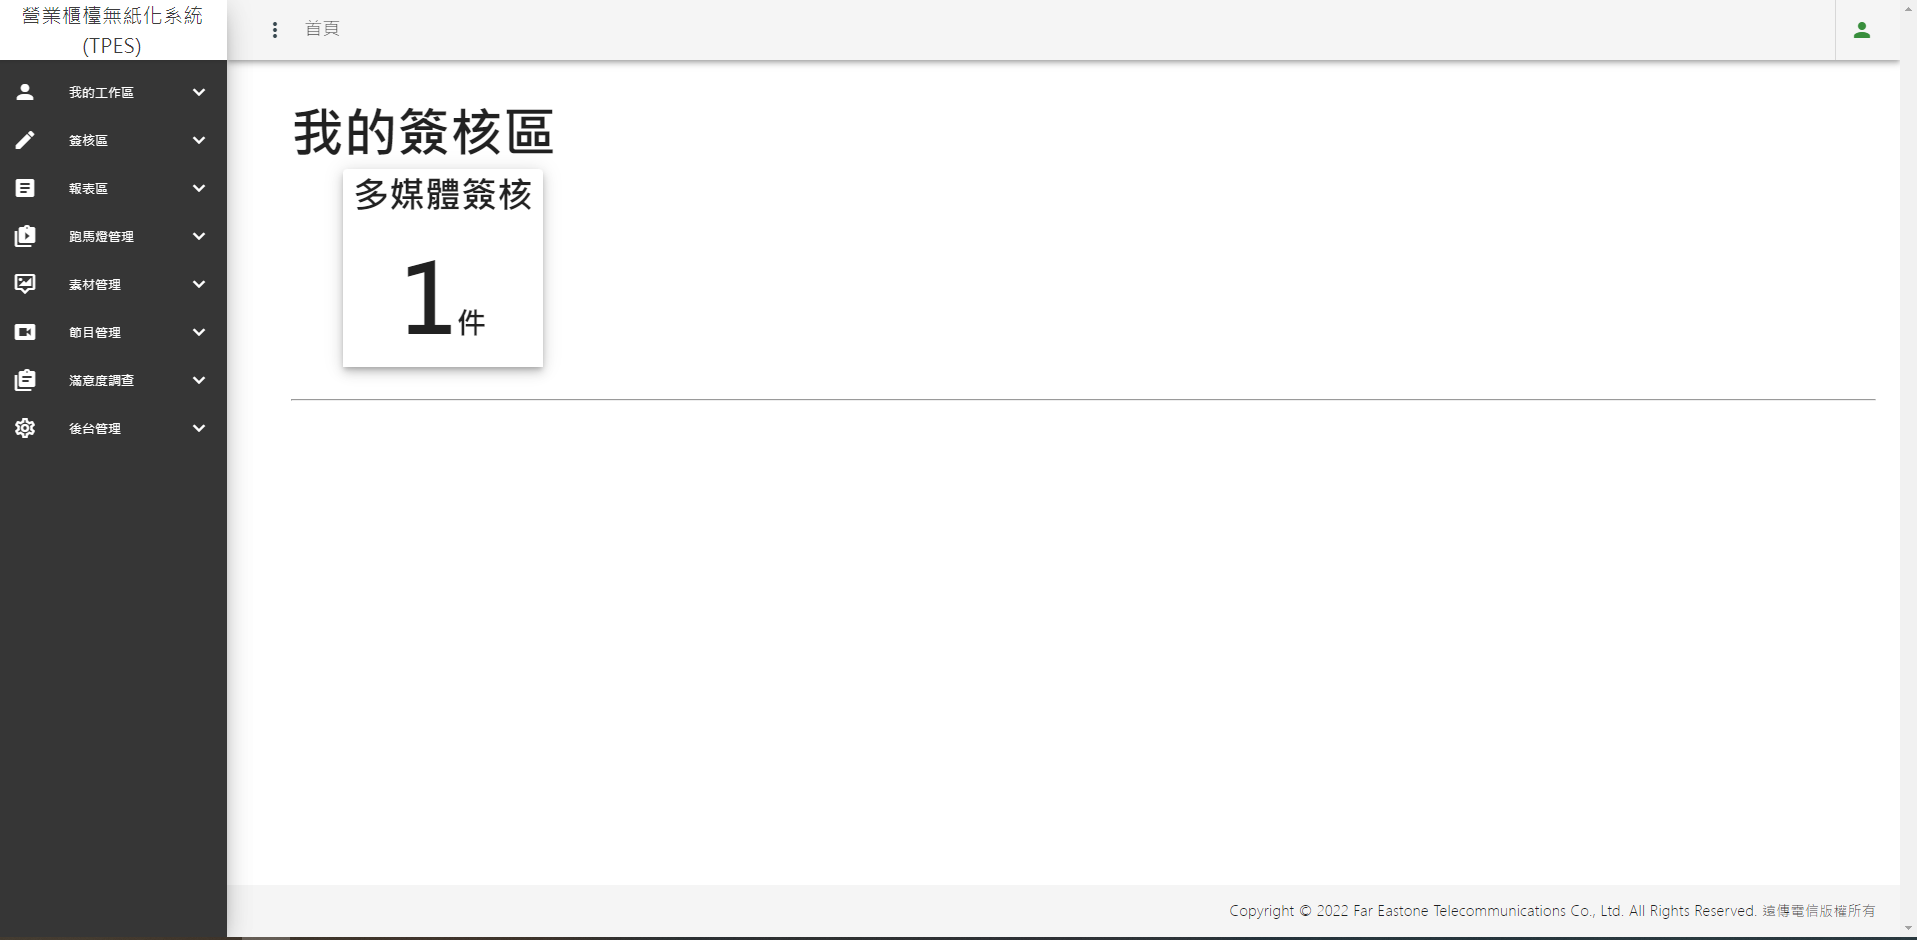 營業櫃檯無紙化系統
(TPES)
首頁
我的工作區
簽核區
報表區
跑馬燈管理
素材管理
節目管理
滿意度調查
後台管理
我的簽核區
多媒體簽核
1件
Copyright © 2022 Far Eastone Telecommunications Co., Ltd. All Rights Reserved. 遠傳電信版權所有